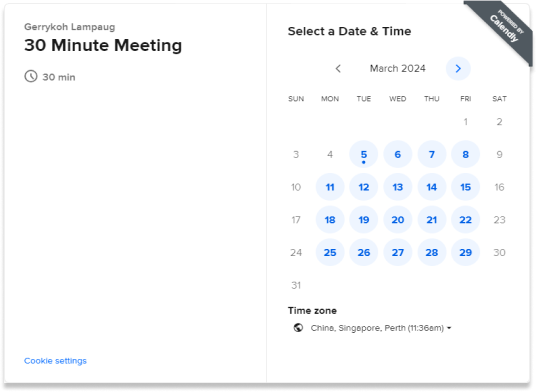 Gerrykoh Lampaug
30 Minute Meeting
30 min
Cookie settings
Select a Date & Time
March 2024
SUN MON TUE WED THU FRI SAT
1 2
3 4 5 6 7 8 9
10 11 12 13 14 15 16
17 18 19 20 21 22 23
24 25 26 27 28 29 30
31
Time zone
China, Singapore, Perth (11:36am)
POWERED BY
Calendly